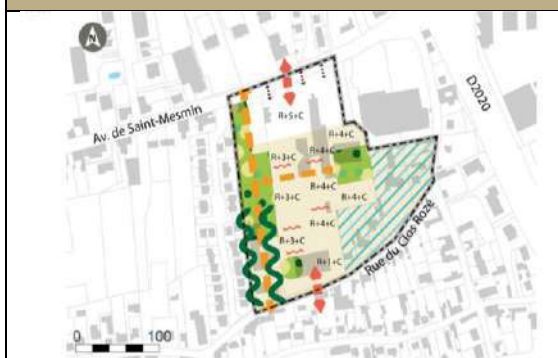 N
Av. de Saint-Mesmin
D2020
R+5+C
R+4+C
R+3+C
R+4+C
R+4+C
R+3+C
R+4+C
R+4+C
R+3+C
R+1+C
Rue du Clos Rozé
0 100